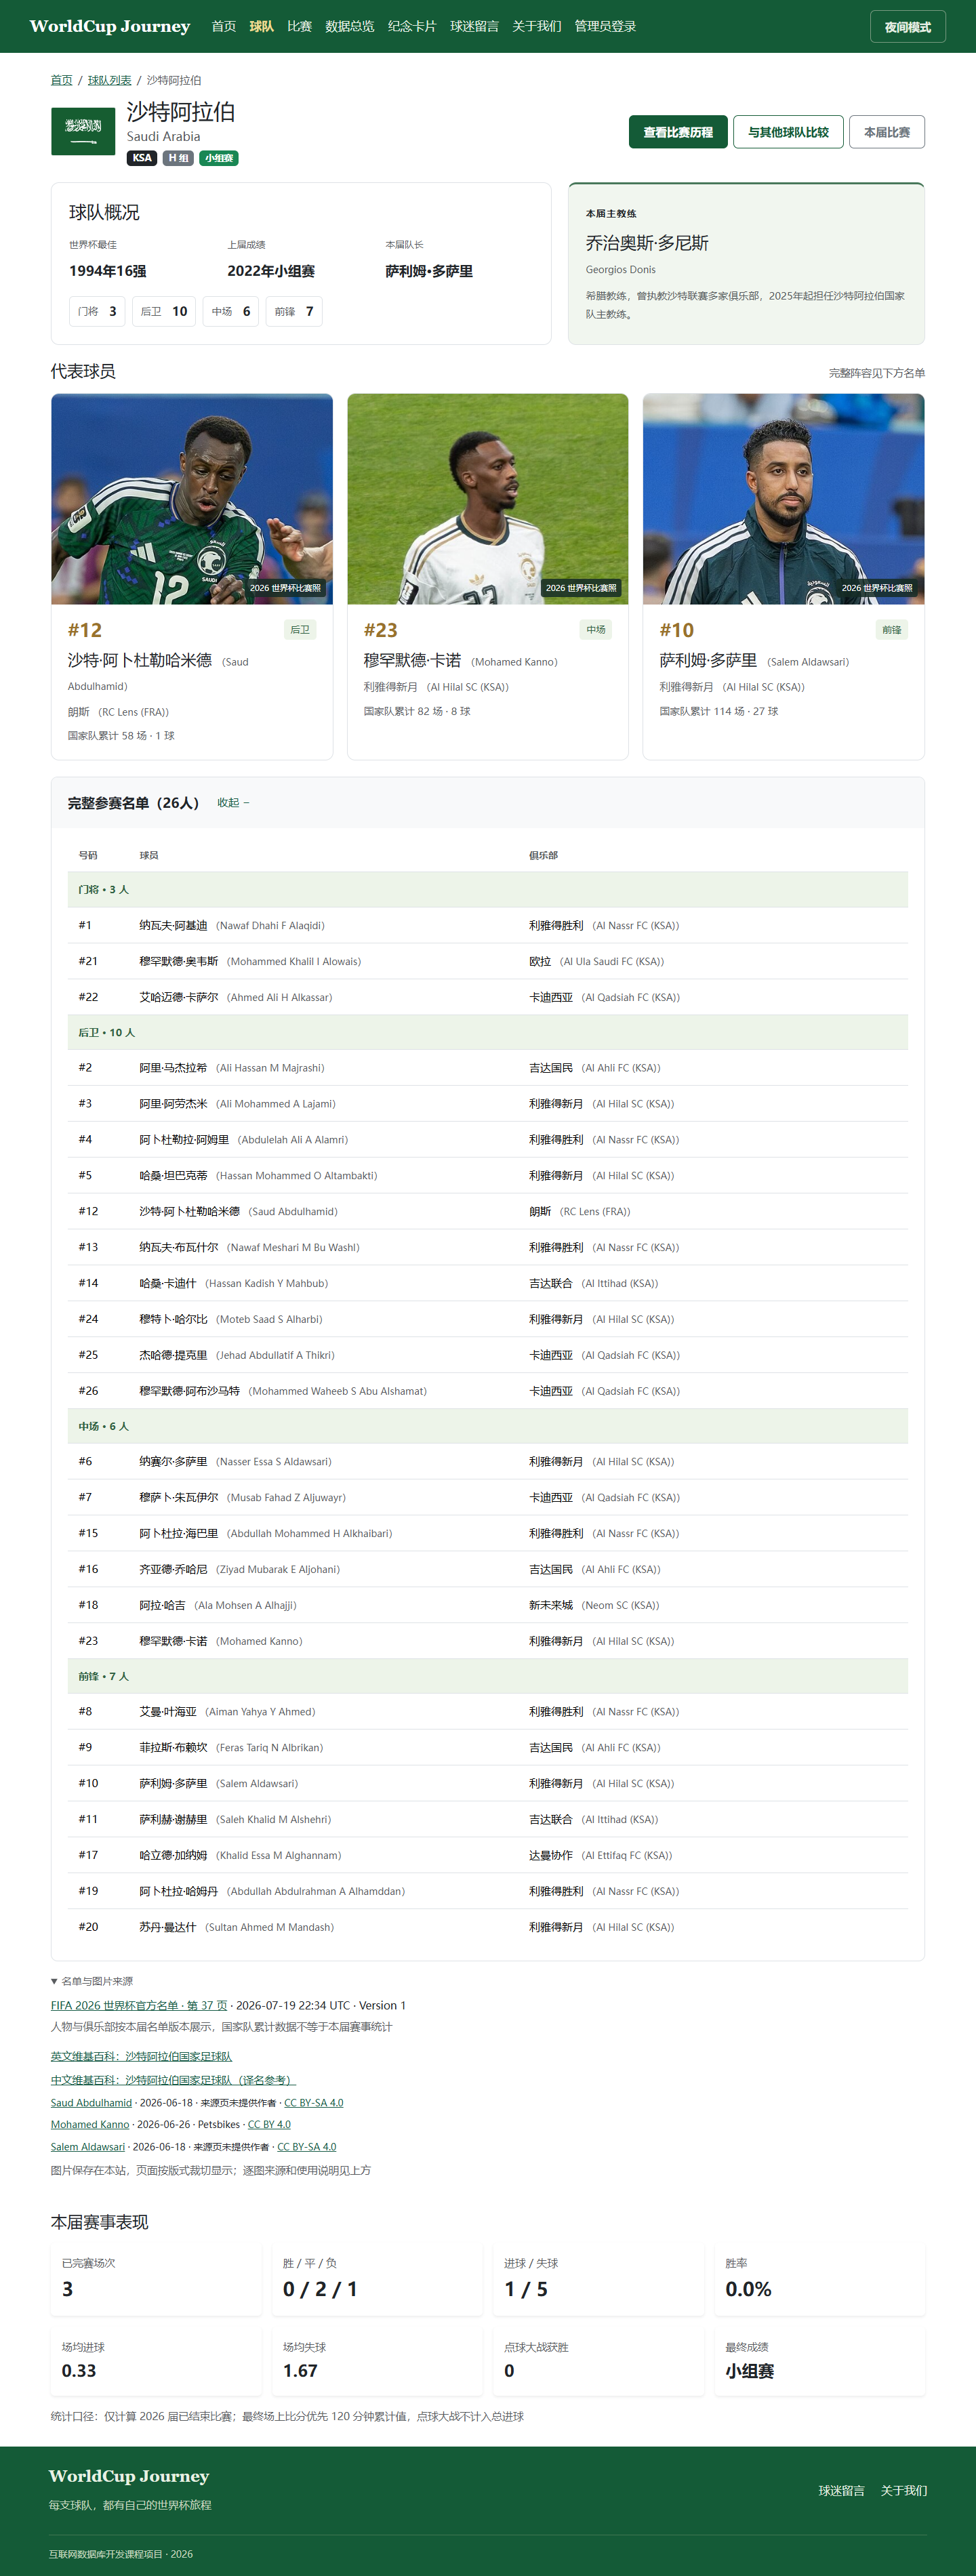 WorldCup Journey 首页 球队 比赛 数据总览 纪念卡片 球迷留言 关于我们 管理员登录 夜间模式
首页 / 球队列表 / 沙特阿拉伯
沙特阿拉伯
Saudi Arabia
KSA H 组 小组赛
查看比赛历程 与其他球队比较 本届比赛
球队概况
世界杯最佳 上届成绩 本届队长
1994年16强 2022年小组赛 萨利姆·多萨里
门将 3 后卫 10 中场 6 前锋 7
本届主教练
乔治奥斯·多尼斯
Georgios Donis
希腊教练，曾执教沙特联赛多家俱乐部，2025年起担任沙特阿拉伯国家
队主教练。
代表球员 完整阵容见下方名单
12
SAUDI
2026 世界杯比赛照
2026 世界杯比赛照
2026 世界杯比赛照
#12 后卫
沙特·阿卜杜勒哈米德 （Saud
Abdulhamid）
朗斯 （RC Lens (FRA)）
国家队累计 58 场 · 1 球
#23 中场
穆罕默德·卡诺 （Mohamed Kanno）
利雅得新月 （Al Hilal SC (KSA)）
国家队累计 82 场 · 8 球
#10 前锋
萨利姆·多萨里 （Salem Aldawsari）
利雅得新月 （Al Hilal SC (KSA)）
国家队累计 114 场 · 27 球
完整参赛名单（26人） 收起 −
号码 球员 俱乐部
门将 • 3 人
#1 纳瓦夫·阿基迪 （Nawaf Dhahi F Alaqidi） 利雅得胜利 （Al Nassr FC (KSA)）
#21 穆罕默德·奥韦斯 （Mohammed Khalil I Alowais） 欧拉 （Al Ula Saudi FC (KSA)）
#22 艾哈迈德·卡萨尔 （Ahmed Ali H Alkassar） 卡迪西亚 （Al Qadsiah FC (KSA)）
后卫 • 10 人
#2 阿里·马杰拉希 （Ali Hassan M Majrashi） 吉达国民 （Al Ahli FC (KSA)）
#3 阿里·阿劳杰米 （Ali Mohammed A Lajami） 利雅得新月 （Al Hilal SC (KSA)）
#4 阿卜杜勒拉·阿姆里 （Abdulelah Ali A Alamri） 利雅得胜利 （Al Nassr FC (KSA)）
#5 哈桑·坦巴克蒂 （Hassan Mohammed O Altambakti） 利雅得新月 （Al Hilal SC (KSA)）
#12 沙特·阿卜杜勒哈米德 （Saud Abdulhamid） 朗斯 （RC Lens (FRA)）
#13 纳瓦夫·布瓦什尔 （Nawaf Meshari M Bu Washl） 利雅得胜利 （Al Nassr FC (KSA)）
#14 哈桑·卡迪什 （Hassan Kadish Y Mahbub） 吉达联合 （Al Ittihad (KSA)）
#24 穆特卜·哈尔比 （Moteb Saad S Alharbi） 利雅得新月 （Al Hilal SC (KSA)）
#25 杰哈德·提克里 （Jehad Abdullatif A Thikri） 卡迪西亚 （Al Qadsiah FC (KSA)）
#26 穆罕默德·阿布沙马特 （Mohammed Waheeb S Abu Alshamat） 卡迪西亚 （Al Qadsiah FC (KSA)）
中场 • 6 人
#6 纳赛尔·多萨里 （Nasser Essa S Aldawsari） 利雅得新月 （Al Hilal SC (KSA)）
#7 穆萨卜·朱瓦伊尔 （Musab Fahad Z Aljuwayr） 卡迪西亚 （Al Qadsiah FC (KSA)）
#15 阿卜杜拉·海巴里 （Abdullah Mohammed H Alkhaibari） 利雅得胜利 （Al Nassr FC (KSA)）
#16 齐亚德·乔哈尼 （Ziyad Mubarak E Aljohani） 吉达国民 （Al Ahli FC (KSA)）
#18 阿拉·哈吉 （Ala Mohsen A Alhajji） 新未来城 （Neom SC (KSA)）
#23 穆罕默德·卡诺 （Mohamed Kanno） 利雅得新月 （Al Hilal SC (KSA)）
前锋 • 7 人
#8 艾曼·叶海亚 （Aiman Yahya Y Ahmed） 利雅得胜利 （Al Nassr FC (KSA)）
#9 菲拉斯·布赖坎 （Feras Tariq N Albrikan） 吉达国民 （Al Ahli FC (KSA)）
#10 萨利姆·多萨里 （Salem Aldawsari） 利雅得新月 （Al Hilal SC (KSA)）
#11 萨利赫·谢赫里 （Saleh Khalid M Alshehri） 吉达联合 （Al Ittihad (KSA)）
#17 哈立德·加纳姆 （Khalid Essa M Alghannam） 达曼协作 （Al Ettifaq FC (KSA)）
#19 阿卜杜拉·哈姆丹 （Abdullah Abdulrahman A Alhamddan） 利雅得胜利 （Al Nassr FC (KSA)）
#20 苏丹·曼达什 （Sultan Ahmed M Mandash） 利雅得新月 （Al Hilal SC (KSA)）
▼ 名单与图片来源
FIFA 2026 世界杯官方名单 · 第 37 页 · 2026-07-19 22:34 UTC · Version 1
人物与俱乐部按本届名单版本展示，国家队累计数据不等于本届赛事统计
英文维基百科：沙特阿拉伯国家足球队
中文维基百科：沙特阿拉伯国家足球队（译名参考）
Saud Abdulhamid · 2026-06-18 · 来源页未提供作者 · CC BY-SA 4.0
Mohamed Kanno · 2026-06-26 · Petsbikes · CC BY 4.0
Salem Aldawsari · 2026-06-18 · 来源页未提供作者 · CC BY-SA 4.0
图片保存在本站，页面按版式裁切显示；逐图来源和使用说明见上方
本届赛事表现
已完赛场次 胜 / 平 / 负 进球 / 失球 胜率
3 0 / 2 / 1 1 / 5 0.0%
场均进球 场均失球 点球大战获胜 最终成绩
0.33 1.67 0 小组赛
统计口径：仅计算 2026 届已结束比赛；最终场上比分优先 120 分钟累计值，点球大战不计入总进球
WorldCup Journey
每支球队，都有自己的世界杯旅程
球迷留言 关于我们
互联网数据库开发课程项目 · 2026